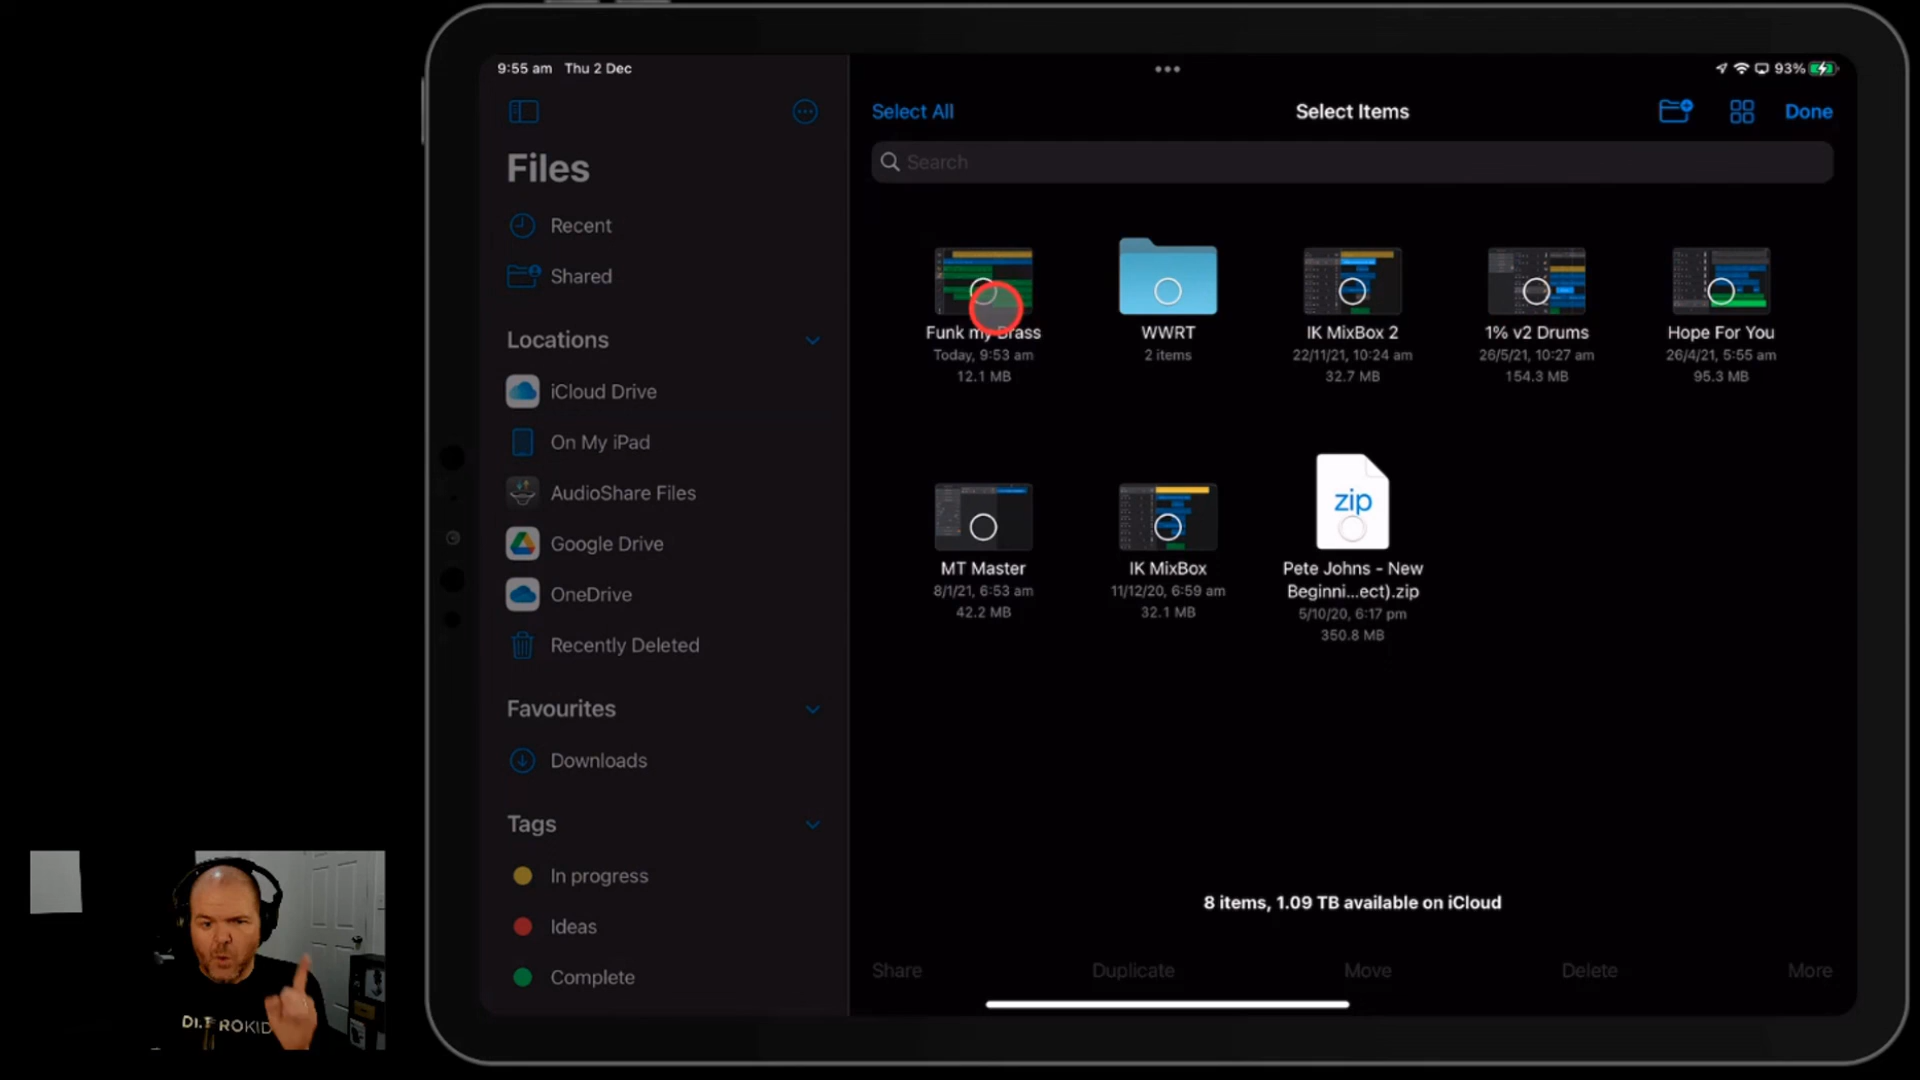 9:55 am Thu 2 Dec
93%
Files
Recent
Shared
Locations
iCloud Drive
On My iPad
AudioShare Files
Google Drive
OneDrive
Recently Deleted
Favourites
Downloads
Tags
In progress
Ideas
Complete
Select All
Select Items
Done
Search
Funk my Brass
Today, 9:53 am
12.1 MB
WWRT
2 items
IK MixBox 2
22/11/21, 10:24 am
32.7 MB
1% v2 Drums
26/5/21, 10:27 am
154.3 MB
Hope For You
26/4/21, 5:55 am
95.3 MB
MT Master
8/1/21, 6:53 am
42.2 MB
IK MixBox
11/12/20, 6:59 am
32.1 MB
zip
Pete Johns - New
Beginni...ect).zip
5/10/20, 6:17 pm
350.8 MB
8 items, 1.09 TB available on iCloud
Share
Duplicate
Move
Delete
More